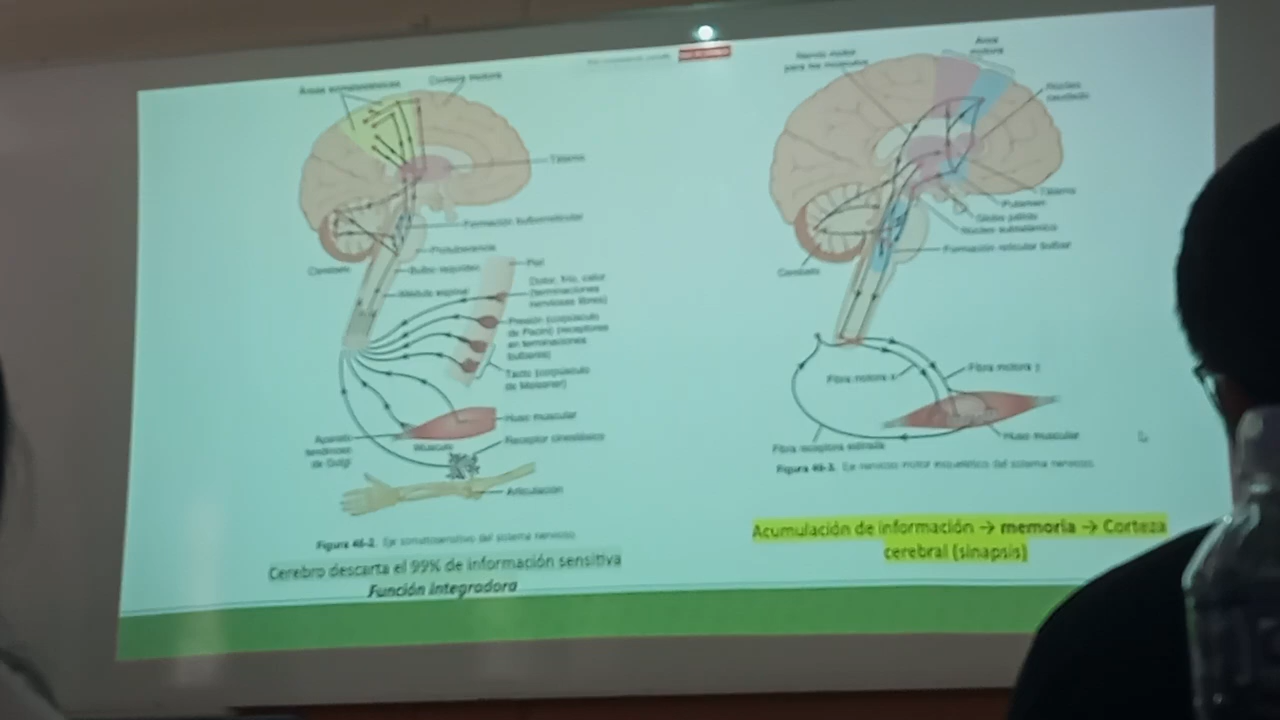 Áreas somatosensitivas
Corteza motora
Tálamo
Formación bulborreticular
Protuberancia
Cerebelo
Bulbo raquídeo
Piel
Médula espinal
Dolor, frío, calor
(terminaciones
nerviosas libres)
Presión (corpúsculo
de Pacini) (receptores
en terminaciones
bulbares)
Tacto (corpúsculo
de Meissner)
Huso muscular
Aparato
tendinoso
de Golgi
Músculo
Receptor cinestésico
Articulación
Figura 46-2. Eje somatosensitivo del sistema nervioso.
Cerebro descarta el 99% de información sensitiva
Función integradora
Nervio motor
para los músculos
Área
motora
Núcleo
caudado
Tálamo
Putamen
Globo pálido
Núcleo subtalámico
Formación reticular bulbar
Cerebelo
Fibra motora α
Fibra motora γ
Fibra receptora estirada
Huso muscular
Figura 46-3. Eje nervioso motor esquelético del sistema nervioso.
Acumulación de información → memoria → Corteza
cerebral (sinapsis)